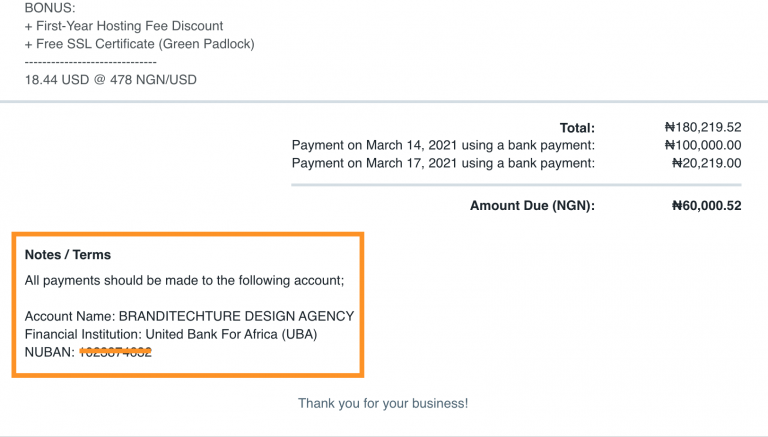 BONUS:
+ First-Year Hosting Fee Discount
+ Free SSL Certificate (Green Padlock)
------------------------------
18.44 USD @ 478 NGN/USD
Total: ₦180,219.52
Payment on March 14, 2021 using a bank payment: ₦100,000.00
Payment on March 17, 2021 using a bank payment: ₦20,219.00
Amount Due (NGN): ₦60,000.52
Notes / Terms
All payments should be made to the following account;
Account Name: BRANDITECHTURE DESIGN AGENCY
Financial Institution: United Bank For Africa (UBA)
NUBAN:
Thank you for your business!